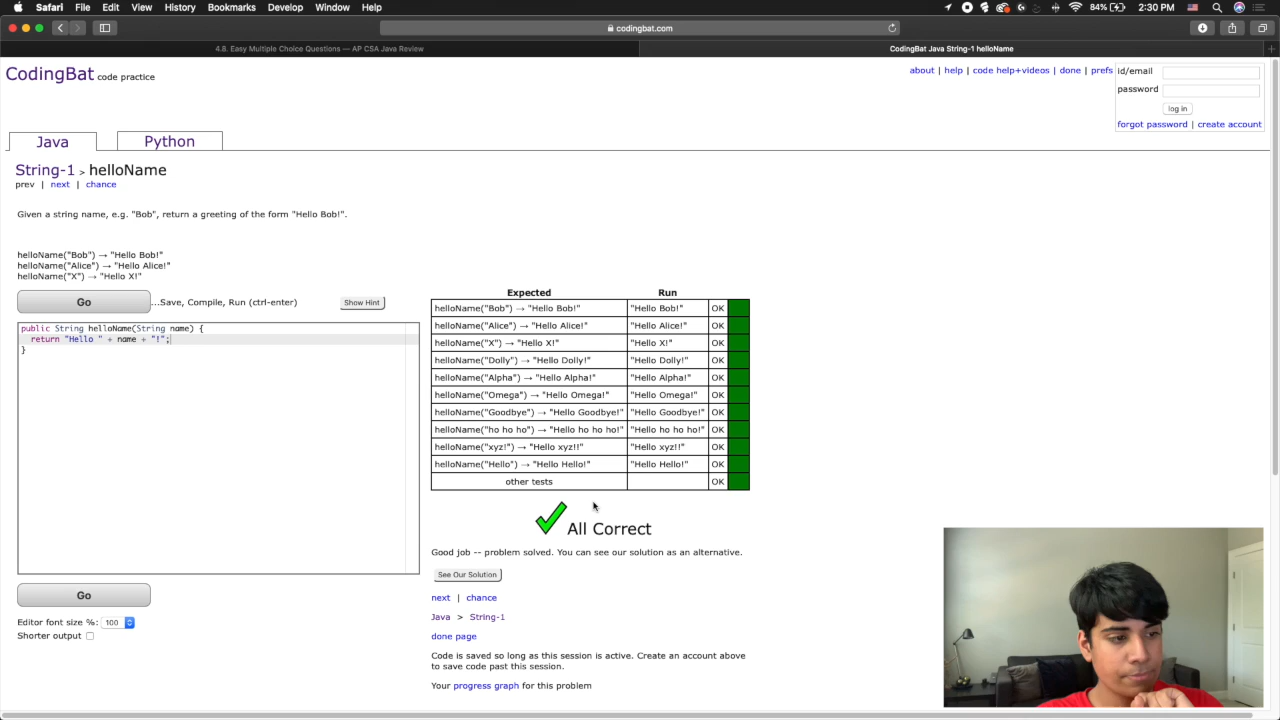 Safari File Edit View History Bookmarks Develop Window Help
84% 2:30 PM
codingbat.com
4.8. Easy Multiple Choice Questions — AP CSA Java Review
CodingBat Java String-1 helloName
CodingBat code practice
about | help | code help+videos | done | prefs
id/email
password
log in
forgot password | create account
Java
Python
String-1 > helloName
prev | next | chance
Given a string name, e.g. "Bob", return a greeting of the form "Hello Bob!".
helloName("Bob") → "Hello Bob!"
helloName("Alice") → "Hello Alice!"
helloName("X") → "Hello X!"
Go
...Save, Compile, Run (ctrl-enter)
Show Hint
public String helloName(String name) {
return "Hello " + name + "!";
}
Go
Editor font size %: 100
Shorter output
Expected Run
helloName("Bob") → "Hello Bob!" "Hello Bob!" OK
helloName("Alice") → "Hello Alice!" "Hello Alice!" OK
helloName("X") → "Hello X!" "Hello X!" OK
helloName("Dolly") → "Hello Dolly!" "Hello Dolly!" OK
helloName("Alpha") → "Hello Alpha!" "Hello Alpha!" OK
helloName("Omega") → "Hello Omega!" "Hello Omega!" OK
helloName("Goodbye") → "Hello Goodbye!" "Hello Goodbye!" OK
helloName("ho ho ho") → "Hello ho ho ho!" "Hello ho ho ho!" OK
helloName("xyz!") → "Hello xyz!!" "Hello xyz!!" OK
helloName("Hello") → "Hello Hello!" "Hello Hello!" OK
other tests OK
All Correct
Good job -- problem solved. You can see our solution as an alternative.
See Our Solution
next | chance
Java > String-1
done page
Code is saved so long as this session is active. Create an account above
to save code past this session.
Your progress graph for this problem